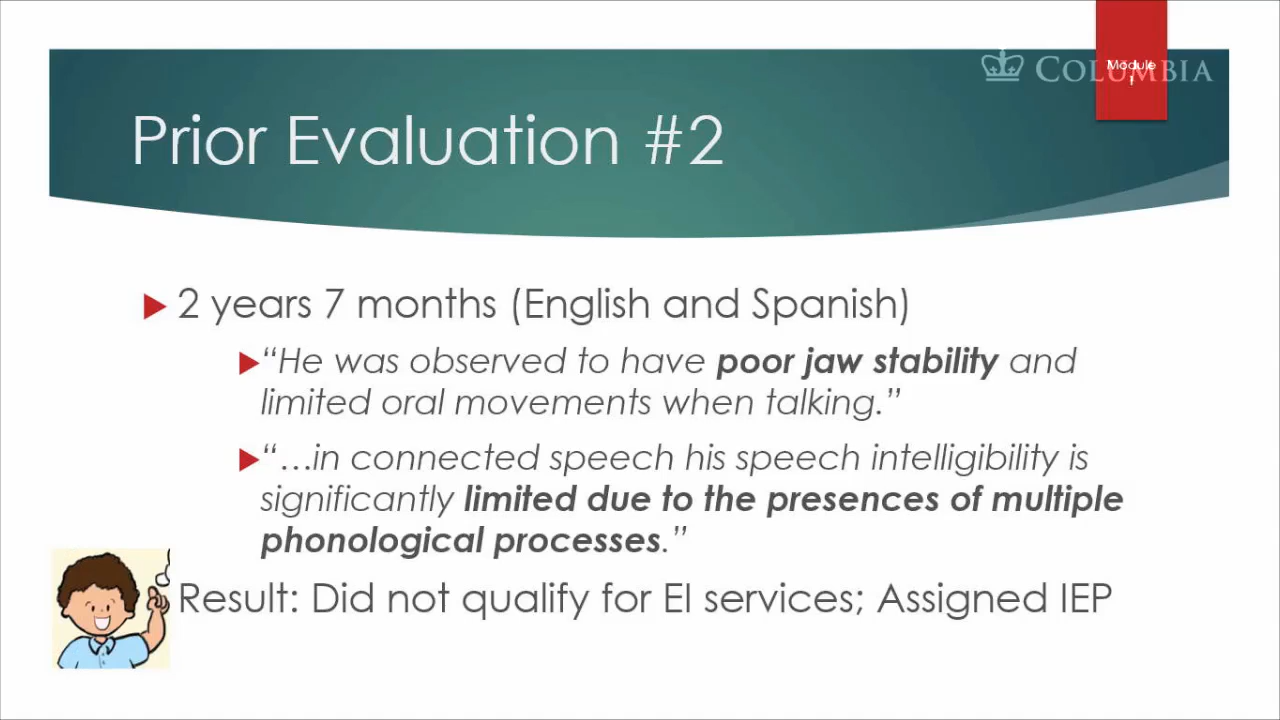 COLUMBIA
Module
1
Prior Evaluation #2
2 years 7 months (English and Spanish)
“He was observed to have poor jaw stability and
limited oral movements when talking.”
“…in connected speech his speech intelligibility is
significantly limited due to the presences of multiple
phonological processes.”
Result: Did not qualify for EI services; Assigned IEP